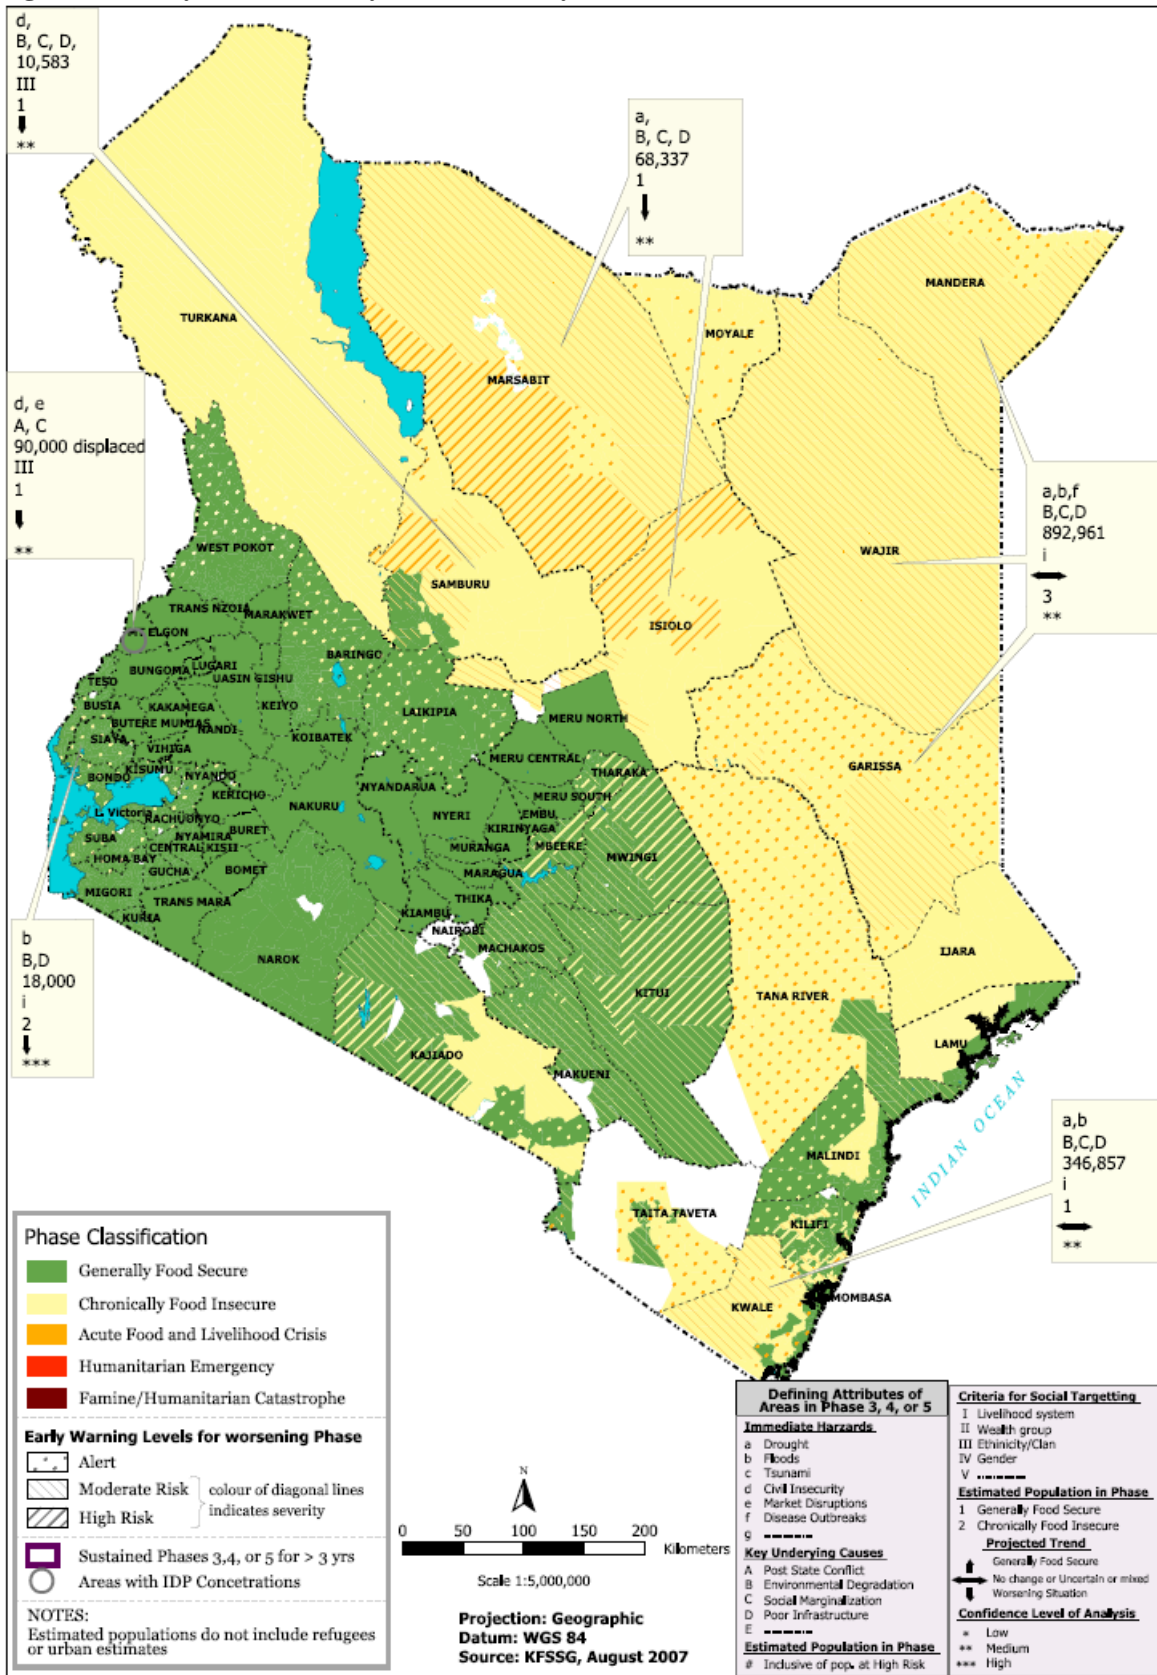 d,
B, C, D,
10,583
III
1
**
a,
B, C, D
68,337
1
**
d, e
A, C
90,000 displaced
III
1
**
a,b,f
B,C,D
892,961
i
3
**
b
B,D
18,000
i
2
***
a,b
B,C,D
346,857
i
1
**
TURKANA
MARSABIT
MOYALE
MANDERA
WAJIR
WEST POKOT
SAMBURU
ISIOLO
TRANS NZOIA
MARAKWET
ELGON
BARINGO
BUNGOMA
LUGARI
UASIN GISHU
TESO
BUSIA
KAKAMEGA
KEIYO
LAIKIPIA
BUTERE MUMIAS
NANDI
SIAYA
VIHIGA
KOIBATEK
MERU NORTH
MERU CENTRAL
THARAKA
GARISSA
BONDO
KISUMU
NYANDO
KERICHO
NAKURU
NYANDARUA
MERU SOUTH
L. Victoria
RACHUONYO
BURET
NYERI
EMBU
KIRINYAGA
SUBA
NYAMIRA
CENTRAL KISII
MURANGA
MBEERE
MWINGI
HOMA BAY
GUCHA
BOMET
MARAGUA
MIGORI
TRANS MARA
THIKA
KURIA
KIAMBU
NAIROBI
MACHAKOS
NAROK
IJARA
KITUI
TANA RIVER
LAMU
KAJIADO
MAKUENI
MALINDI
INDIAN OCEAN
TAITA TAVETA
KILIFI
KWALE
MOMBASA
Phase Classification
Generally Food Secure
Chronically Food Insecure
Acute Food and Livelihood Crisis
Humanitarian Emergency
Famine/Humanitarian Catastrophe
Early Warning Levels for worsening Phase
Alert
Moderate Risk
High Risk
colour of diagonal lines
indicates severity
Sustained Phases 3,4, or 5 for > 3 yrs
Areas with IDP Concetrations
NOTES:
Estimated populations do not include refugees
or urban estimates
N
0 50 100 150 200
Kilometers
Scale 1:5,000,000
Projection: Geographic
Datum: WGS 84
Source: KFSSG, August 2007
Defining Attributes of
Areas in Phase 3, 4, or 5
Immediate Harzards
a Drought
b Floods
c Tsunami
d Civil Insecurity
e Market Disruptions
f Disease Outbreaks
g
Key Underlying Causes
A Post State Conflict
B Environmental Degradation
C Social Marginalization
D Poor Infrastructure
E
Estimated Population in Phase
# Inclusive of pop. at High Risk
Criteria for Social Targetting
I Livelihood system
II Wealth group
III Ethinicity/Clan
IV Gender
V
Estimated Population in Phase
1 Generally Food Secure
2 Chronically Food Insecure
Projected Trend
Generally Food Secure
No change or Uncertain or mixed
Worsening Situation
Confidence Level of Analysis
* Low
** Medium
*** High